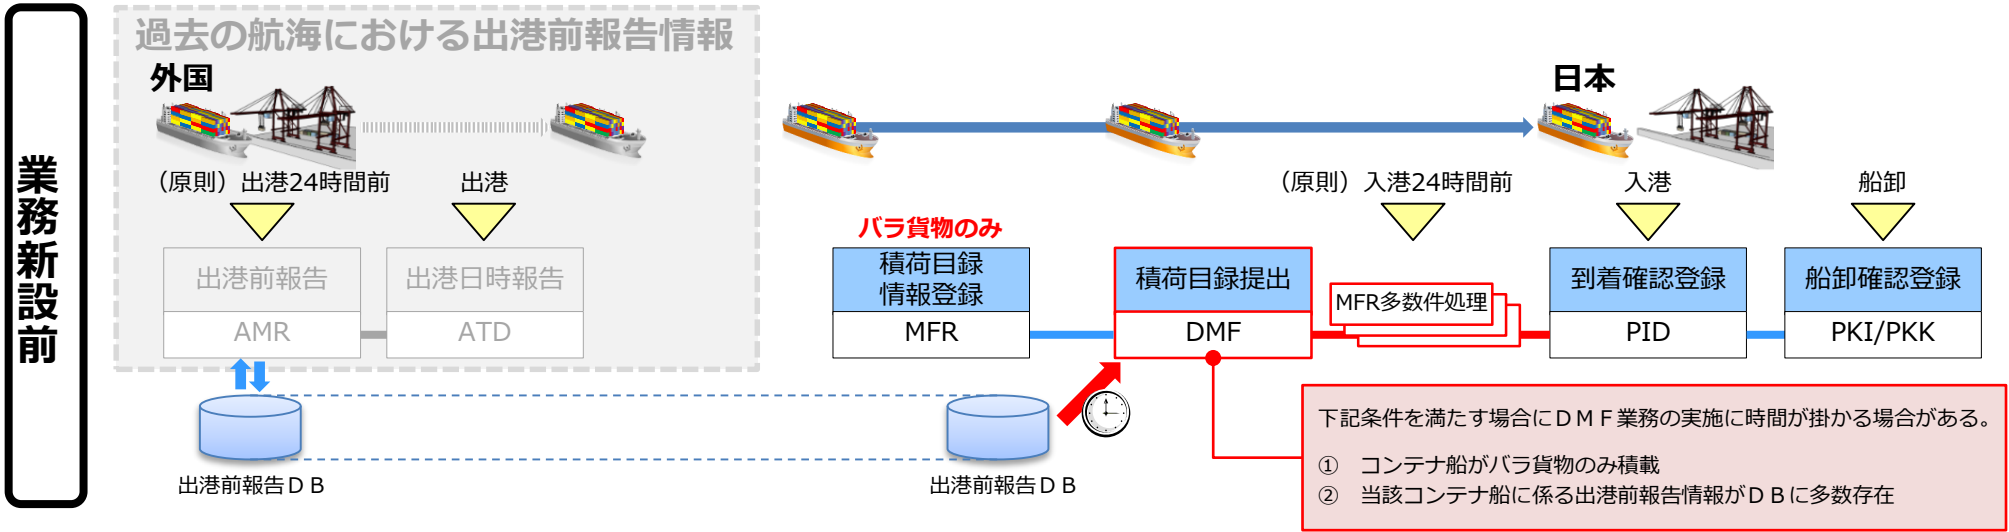 業務新設前
過去の航海における出港前報告情報
外国
日本
（原則）出港24時間前
出港
（原則）入港24時間前
入港
船卸
バラ貨物のみ
出港前報告
AMR
出港日時報告
ATD
積荷目録
情報登録
MFR
積荷目録提出
DMF
MFR多数件処理
到着確認登録
PID
船卸確認登録
PKI/PKK
出港前報告ＤＢ
出港前報告ＤＢ
下記条件を満たす場合にＤＭＦ業務の実施に時間が掛かる場合がある。
①　コンテナ船がバラ貨物のみ積載
②　当該コンテナ船に係る出港前報告情報がＤＢに多数存在